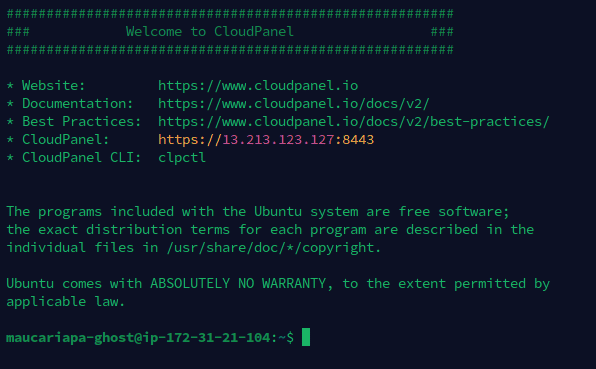 ########################################################
###            Welcome to CloudPanel                 ###
########################################################
* Website:         https://www.cloudpanel.io
* Documentation:   https://www.cloudpanel.io/docs/v2/
* Best Practices:  https://www.cloudpanel.io/docs/v2/best-practices/
* CloudPanel:      https://13.213.123.127:8443
* CloudPanel CLI:  clpctl
The programs included with the Ubuntu system are free software;
the exact distribution terms for each program are described in the
individual files in /usr/share/doc/*/copyright.
Ubuntu comes with ABSOLUTELY NO WARRANTY, to the extent permitted by
applicable law.
maucariapa-ghost@ip-172-31-21-104:~$